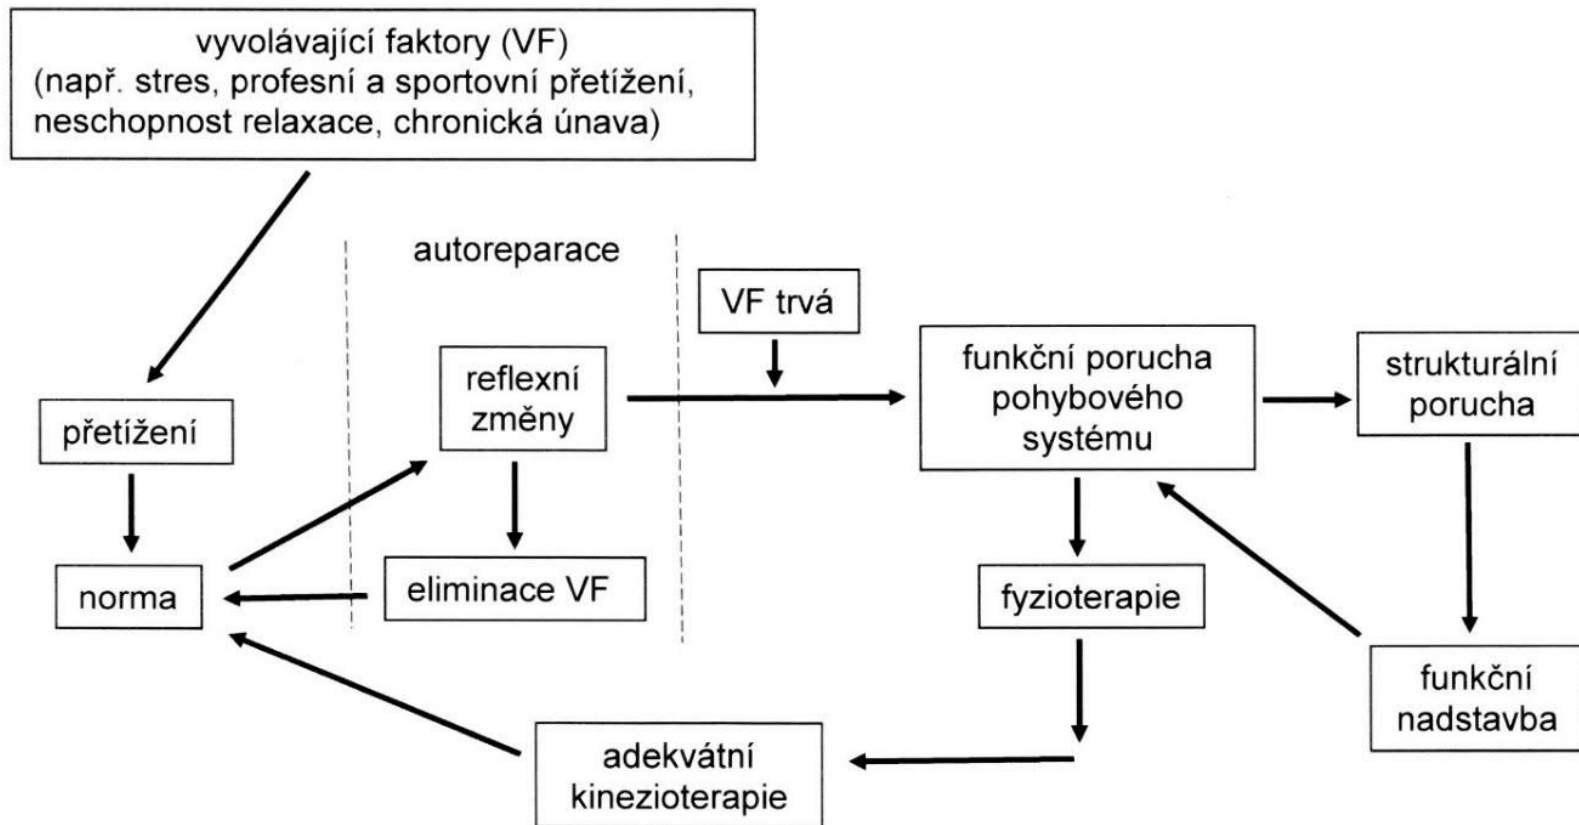 vyvolávající faktory (VF)
(např. stres, profesní a sportovní přetížení,
neschopnost relaxace, chronická únava)
autoreparace
VF trvá
přetížení
reflexní
změny
funkční porucha
pohybového
systému
strukturální
porucha
norma
eliminace VF
fyzioterapie
funkční
nadstavba
adekvátní
kinezioterapie